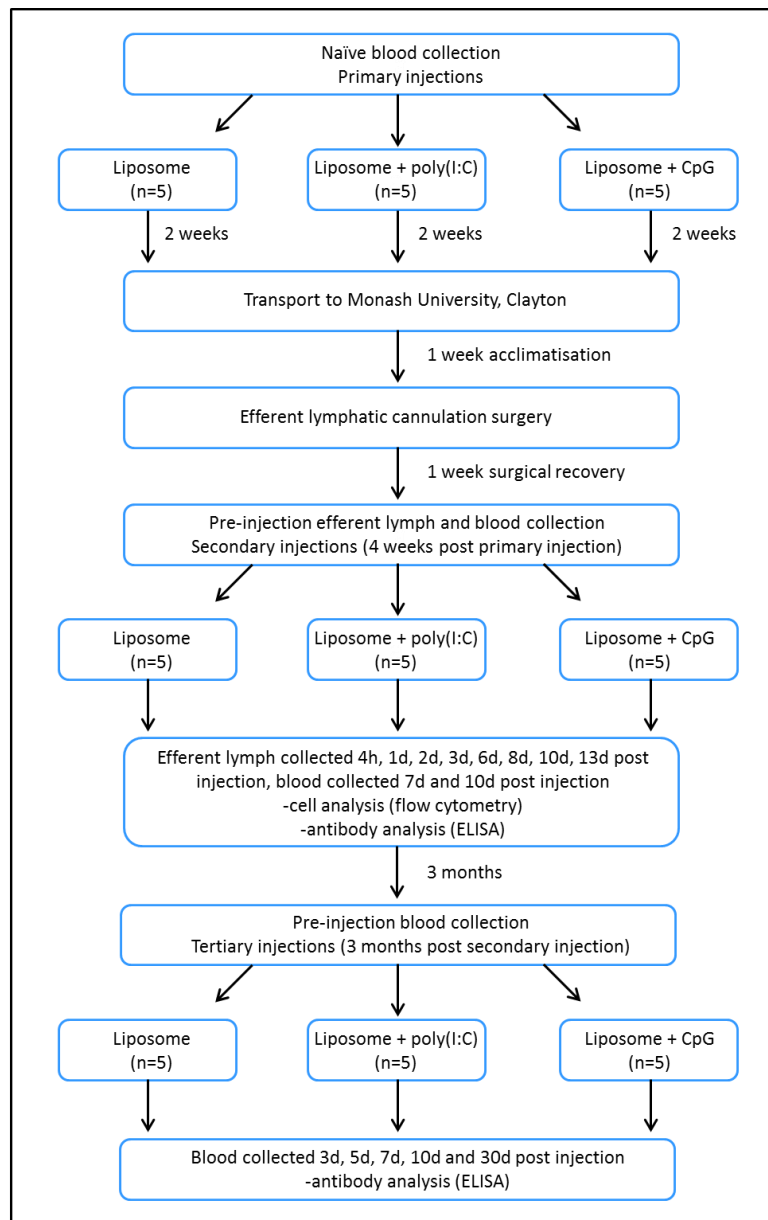 Naïve blood collection
Primary injections
Liposome
(n=5)
Liposome + poly(I:C)
(n=5)
Liposome + CpG
(n=5)
2 weeks
2 weeks
2 weeks
Transport to Monash University, Clayton
1 week acclimatisation
Efferent lymphatic cannulation surgery
1 week surgical recovery
Pre-injection efferent lymph and blood collection
Secondary injections (4 weeks post primary injection)
Liposome
(n=5)
Liposome + poly(I:C)
(n=5)
Liposome + CpG
(n=5)
Efferent lymph collected 4h, 1d, 2d, 3d, 6d, 8d, 10d, 13d post
injection, blood collected 7d and 10d post injection
-cell analysis (flow cytometry)
-antibody analysis (ELISA)
3 months
Pre-injection blood collection
Tertiary injections (3 months post secondary injection)
Liposome
(n=5)
Liposome + poly(I:C)
(n=5)
Liposome + CpG
(n=5)
Blood collected 3d, 5d, 7d, 10d and 30d post injection
-antibody analysis (ELISA)